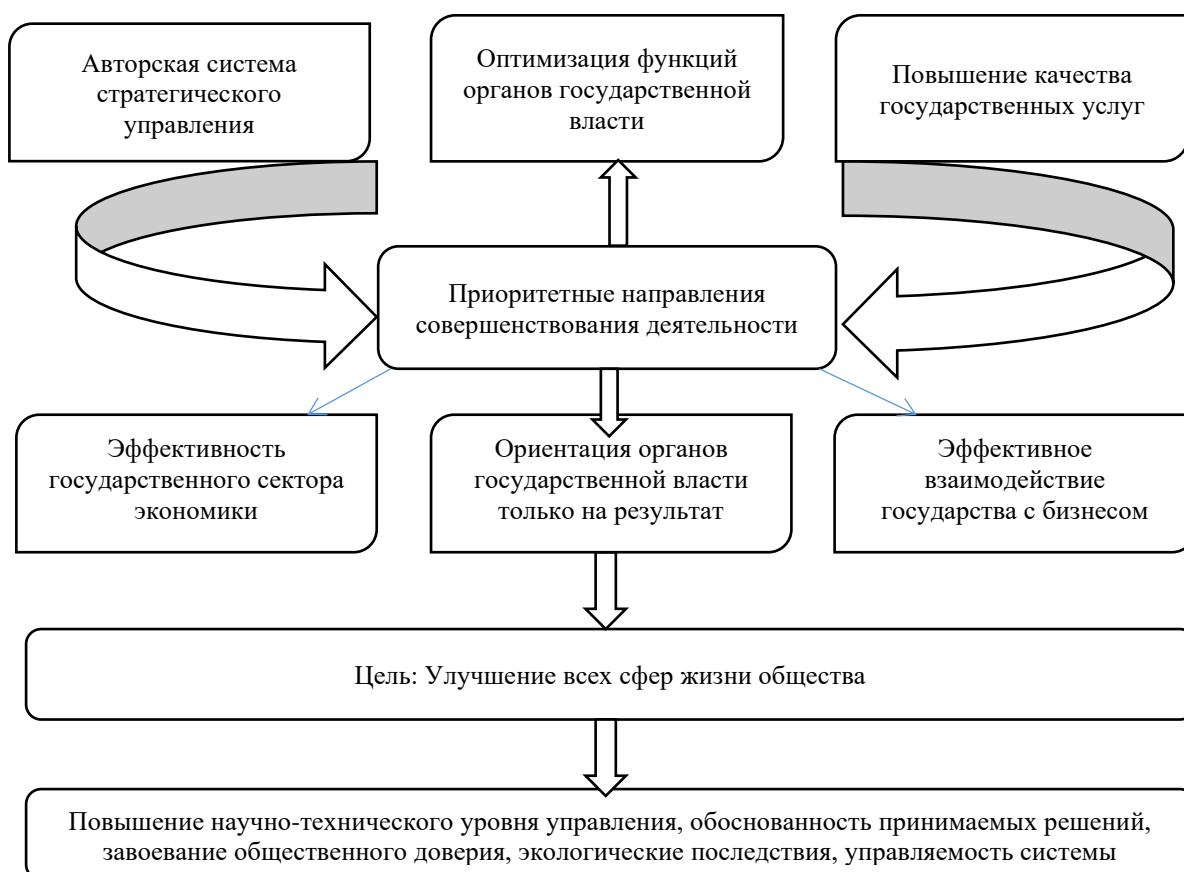 Авторская система
стратегического
управления
Оптимизация функций
органов государственной
власти
Повышение качества
государственных услуг
Приоритетные направления
совершенствования деятельности
Эффективность
государственного сектора
экономики
Ориентация органов
государственной власти
только на результат
Эффективное
взаимодействие
государства с бизнесом
Цель: Улучшение всех сфер жизни общества
Повышение научно-технического уровня управления, обоснованность принимаемых решений,
завоевание общественного доверия, экологические последствия, управляемость системы